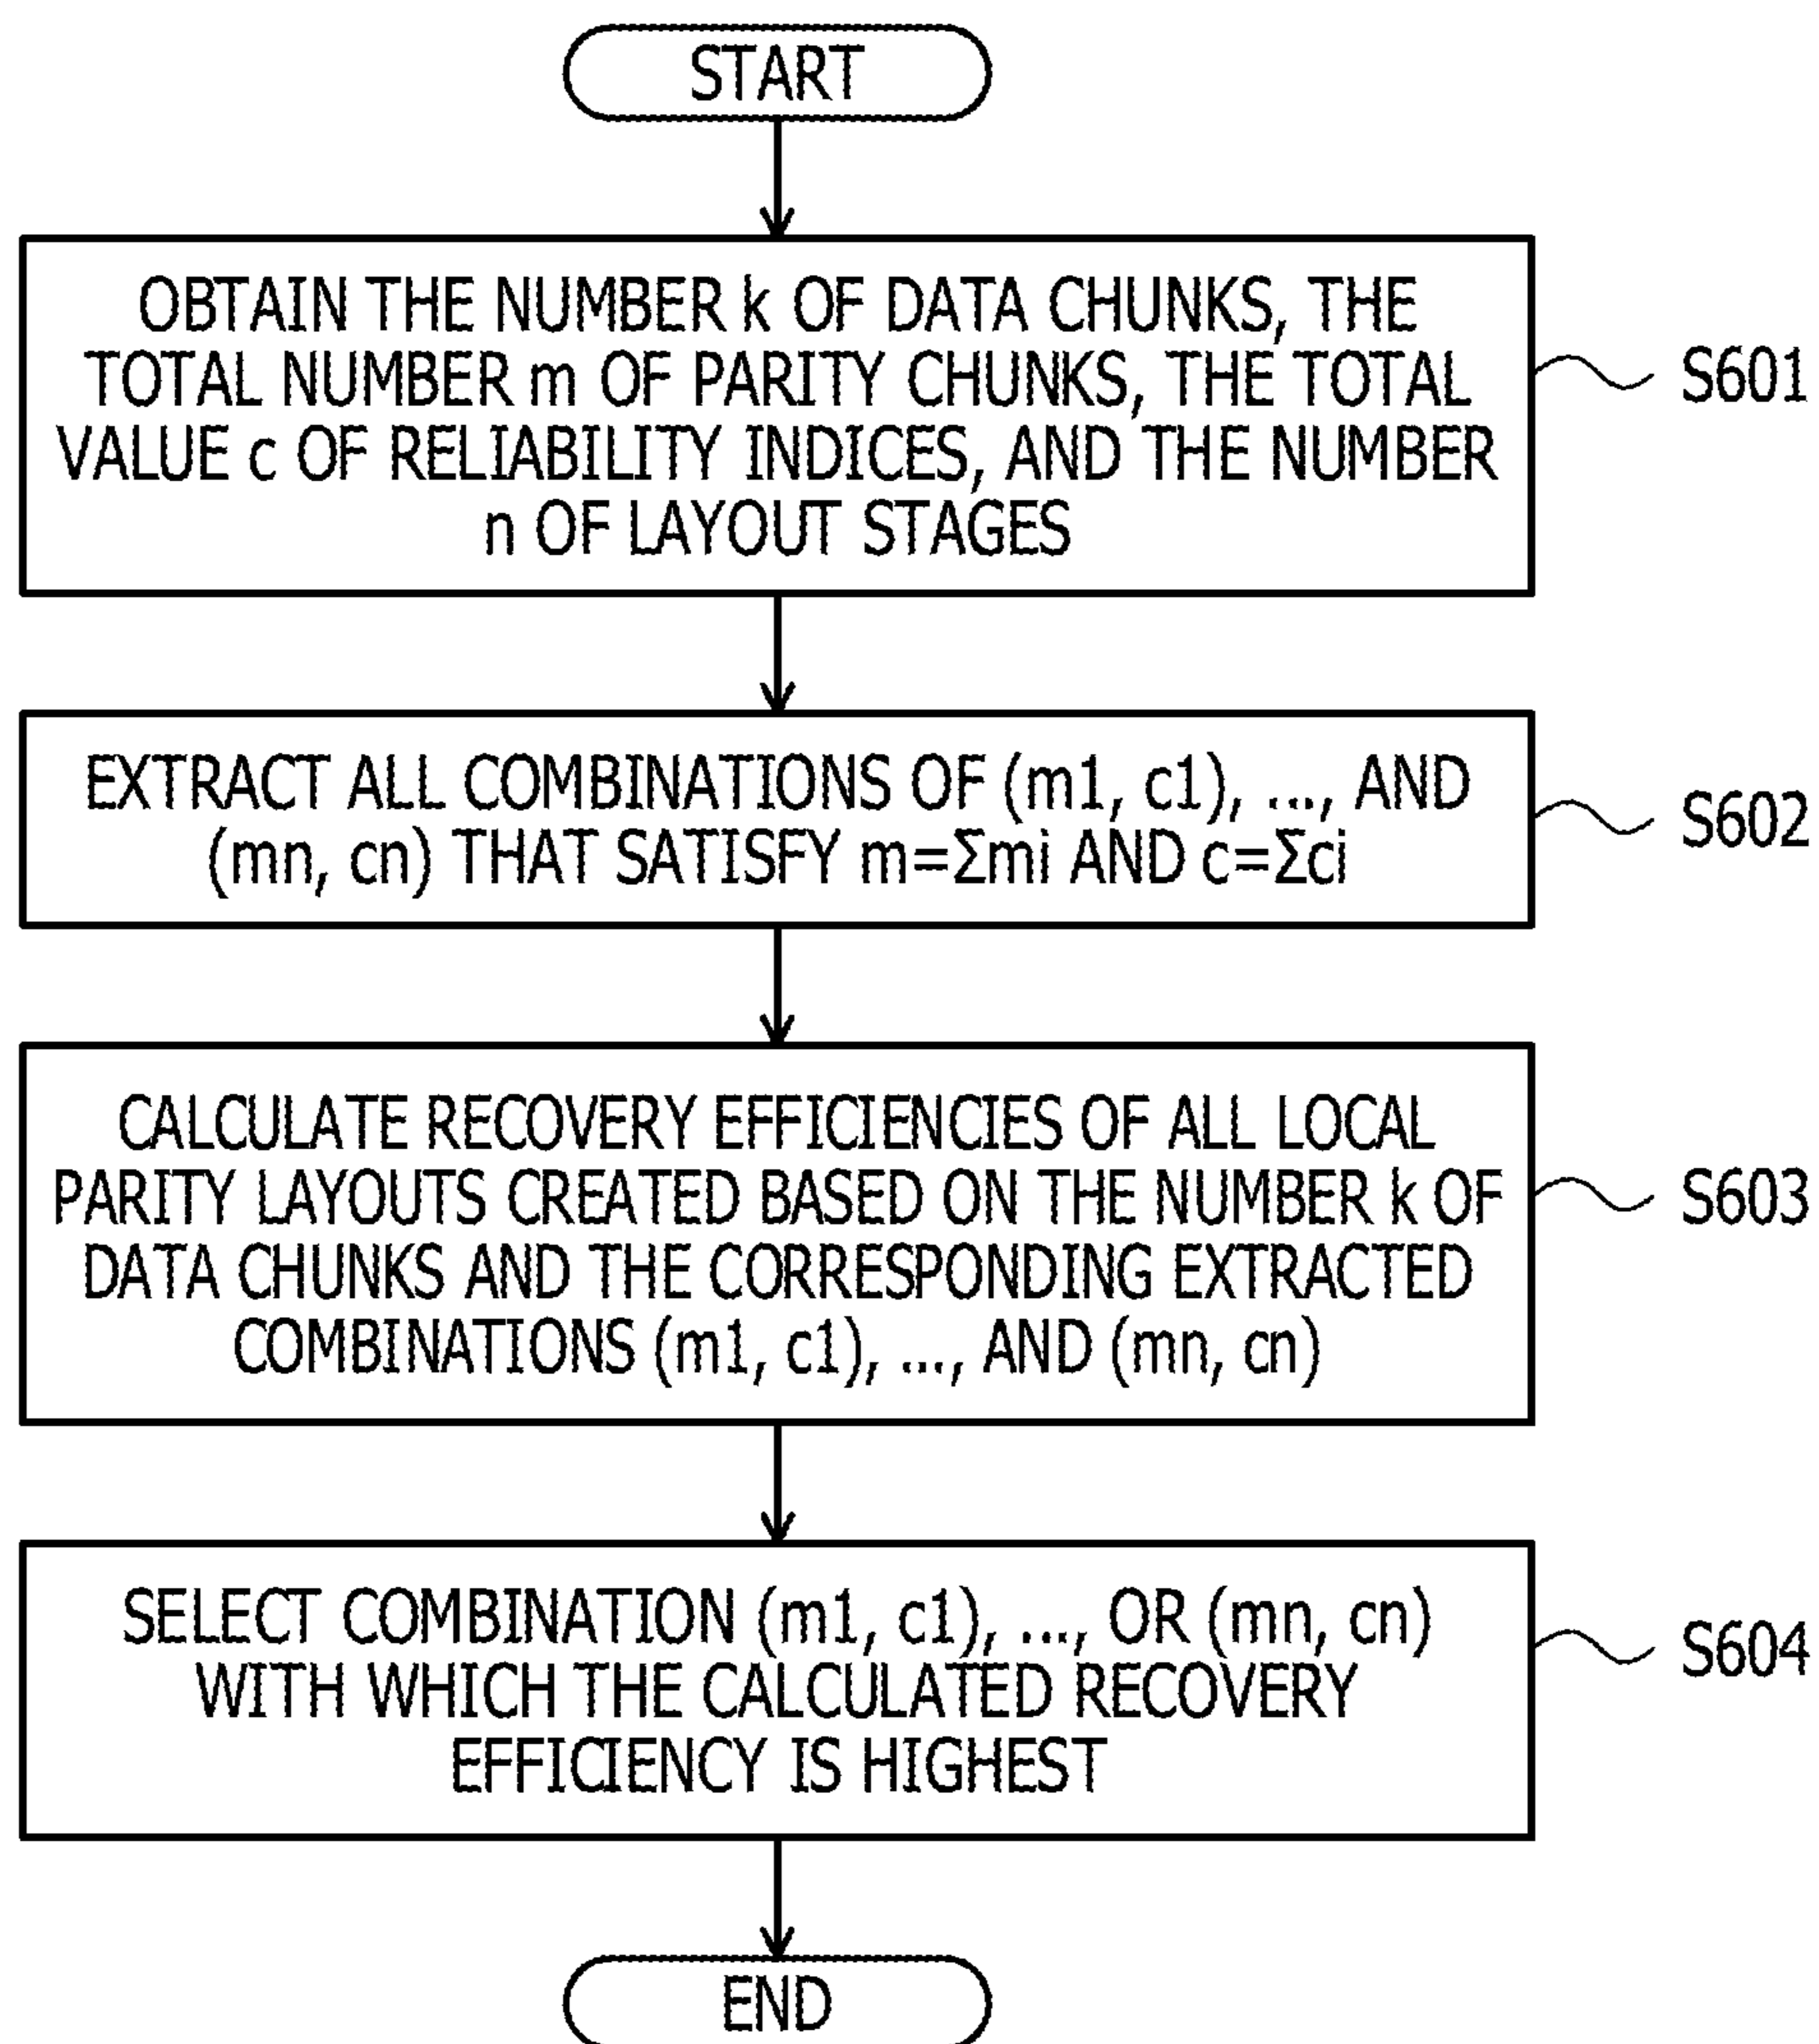 START
OBTAIN THE NUMBER k OF DATA CHUNKS, THE
TOTAL NUMBER m OF PARITY CHUNKS, THE TOTAL
VALUE c OF RELIABILITY INDICES, AND THE NUMBER
n OF LAYOUT STAGES
S601
EXTRACT ALL COMBINATIONS OF (m1, c1), ..., AND
(mn, cn) THAT SATISFY m=Σmi AND c=Σci
S602
CALCULATE RECOVERY EFFICIENCIES OF ALL LOCAL
PARITY LAYOUTS CREATED BASED ON THE NUMBER k OF
DATA CHUNKS AND THE CORRESPONDING EXTRACTED
COMBINATIONS (m1, c1), ..., AND (mn, cn)
S603
SELECT COMBINATION (m1, c1), ..., OR (mn, cn)
WITH WHICH THE CALCULATED RECOVERY
EFFICIENCY IS HIGHEST
S604
END